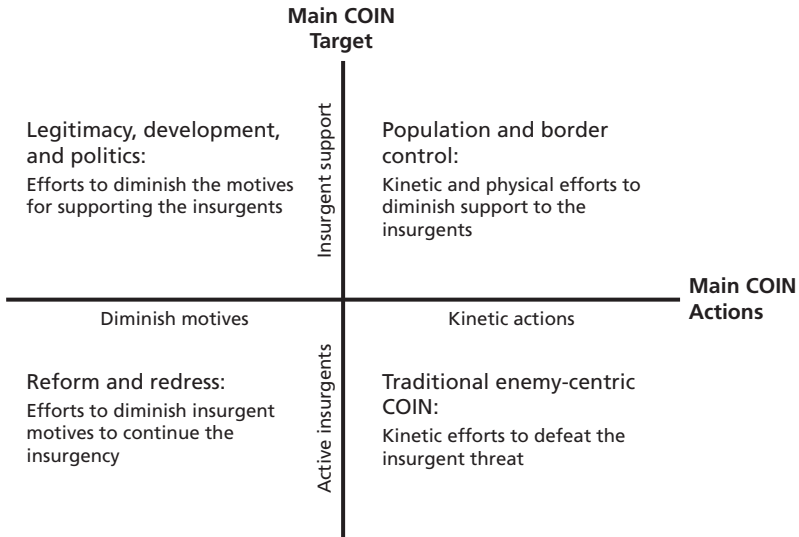 Main COIN
Target
Legitimacy, development,
and politics:
Efforts to diminish the motives
for supporting the insurgents
Insurgent support
Population and border
control:
Kinetic and physical efforts to
diminish support to the
insurgents
Main COIN
Actions
Diminish motives
Kinetic actions
Reform and redress:
Efforts to diminish insurgent
motives to continue the
insurgency
Active insurgents
Traditional enemy-centric
COIN:
Kinetic efforts to defeat the
insurgent threat